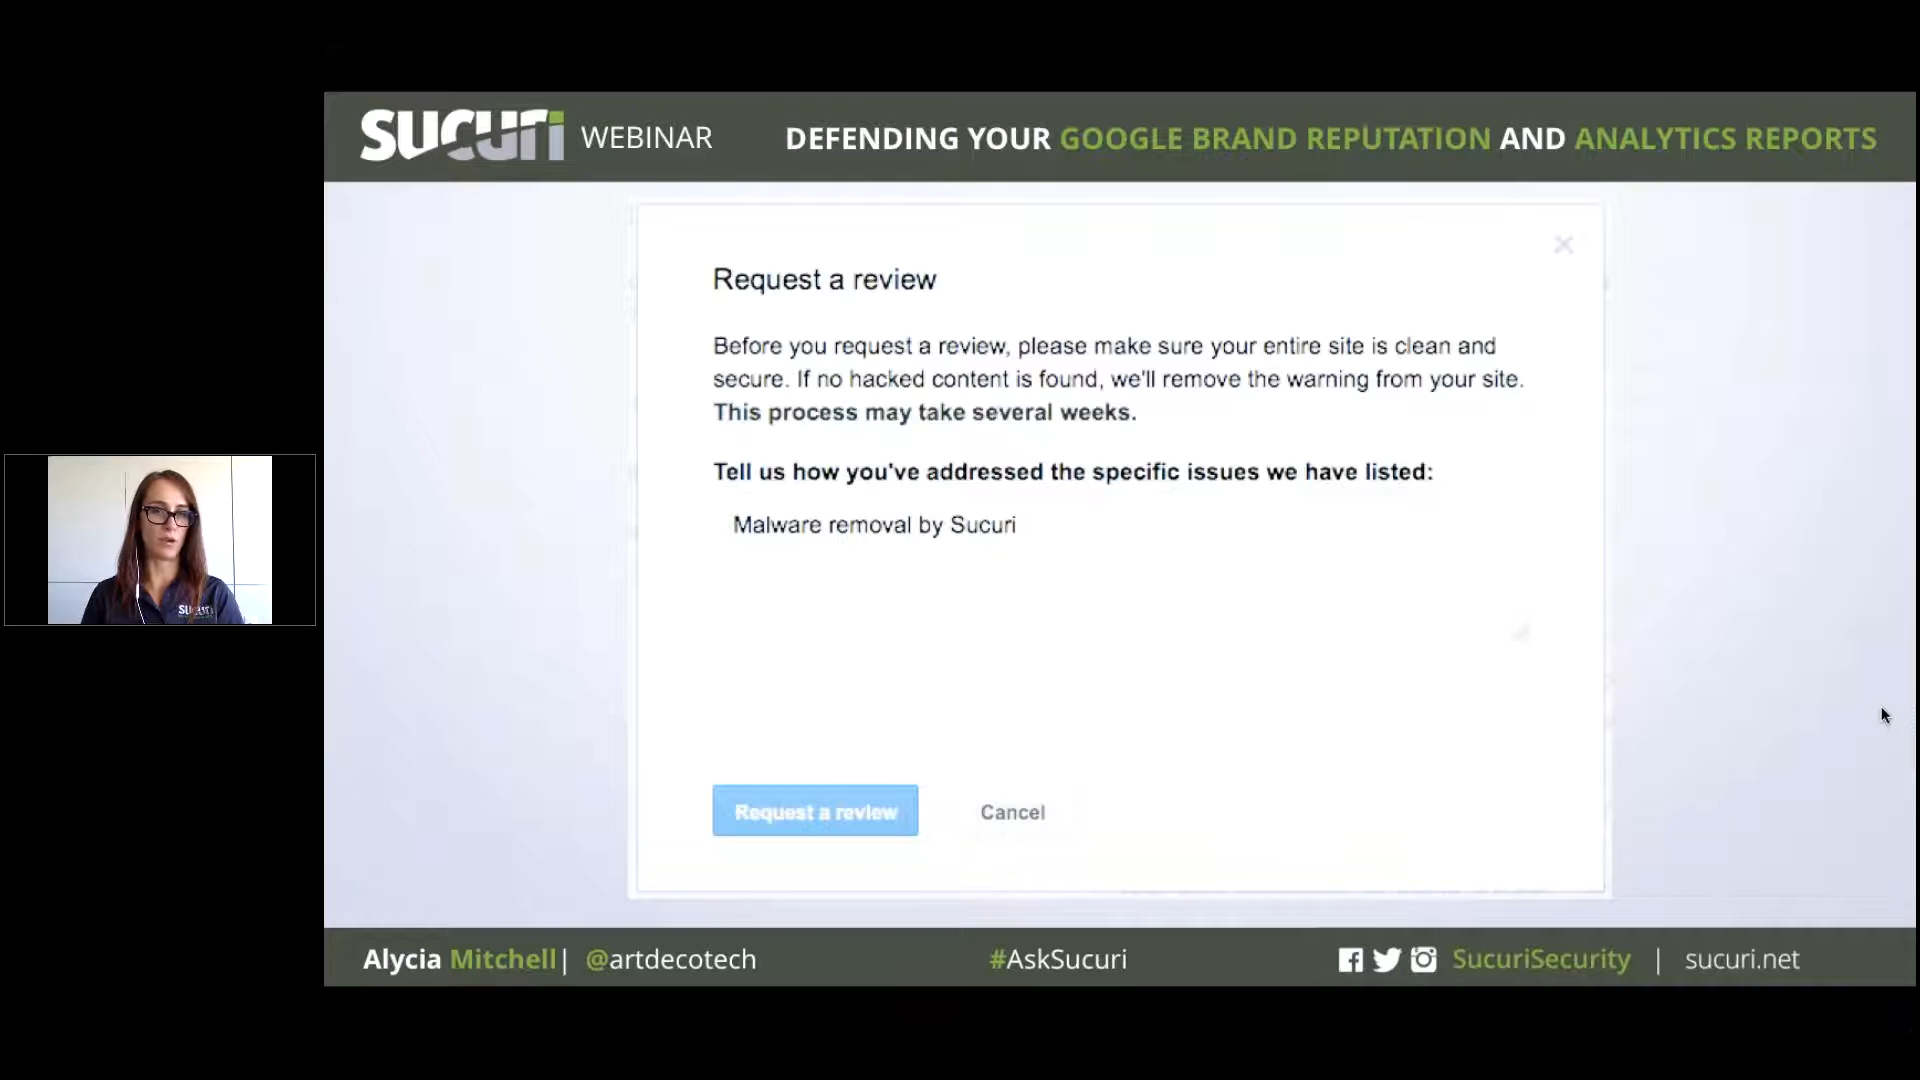 SUCURi WEBINAR DEFENDING YOUR GOOGLE BRAND REPUTATION AND ANALYTICS REPORTS
Request a review
Before you request a review, please make sure your entire site is clean and
secure. If no hacked content is found, we'll remove the warning from your site.
This process may take several weeks.
Tell us how you've addressed the specific issues we have listed:
Malware removal by Sucuri
SUCURi
Request a review Cancel
Alycia Mitchell| @artdecotech #AskSucuri SucuriSecurity | sucuri.net